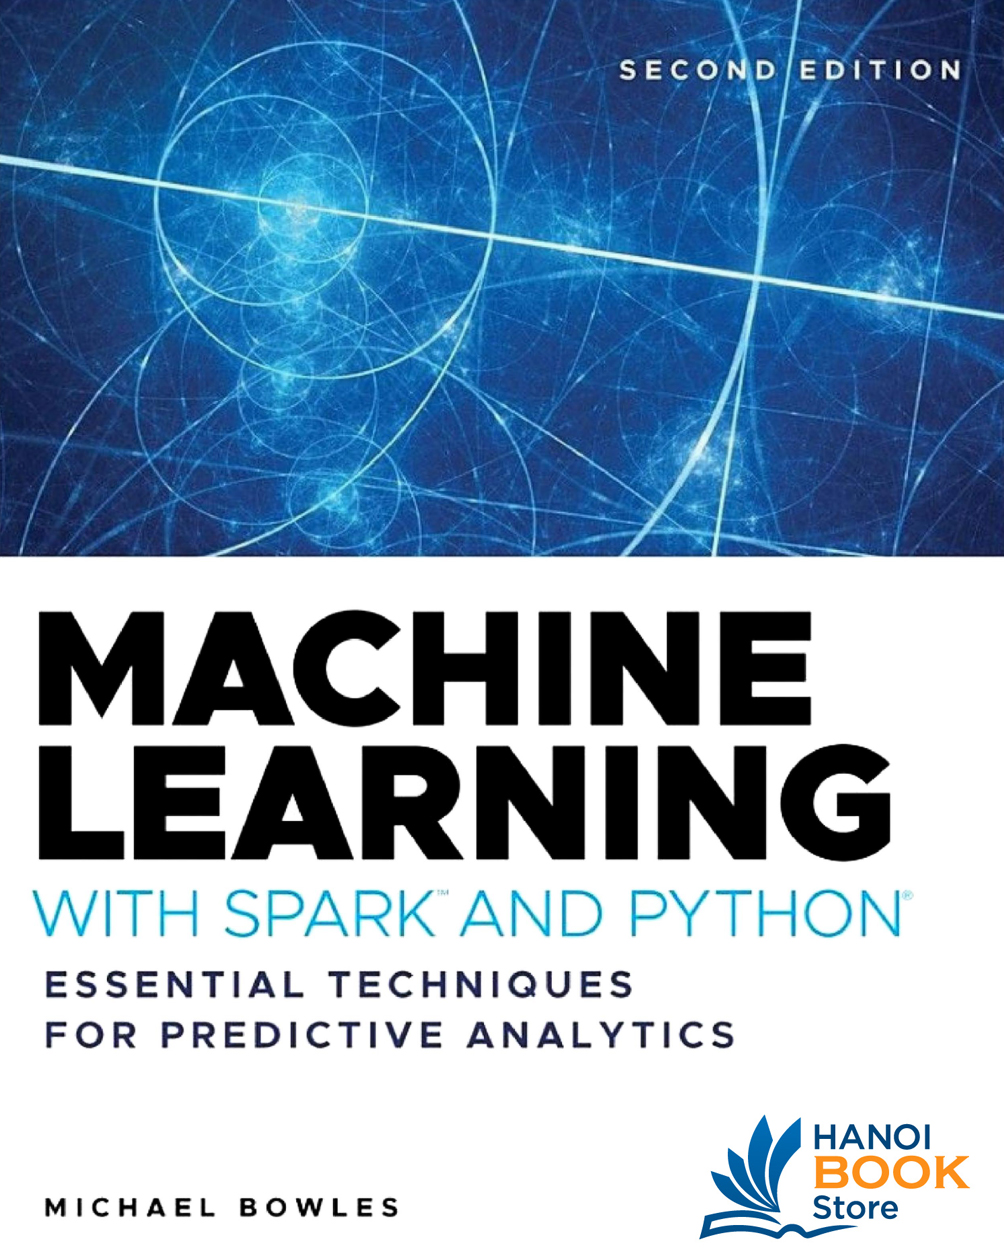 SECOND EDITION
MACHINE
LEARNING
WITH SPARK™ AND PYTHON®
ESSENTIAL TECHNIQUES
FOR PREDICTIVE ANALYTICS
MICHAEL BOWLES
HANOI
BOOK
Store